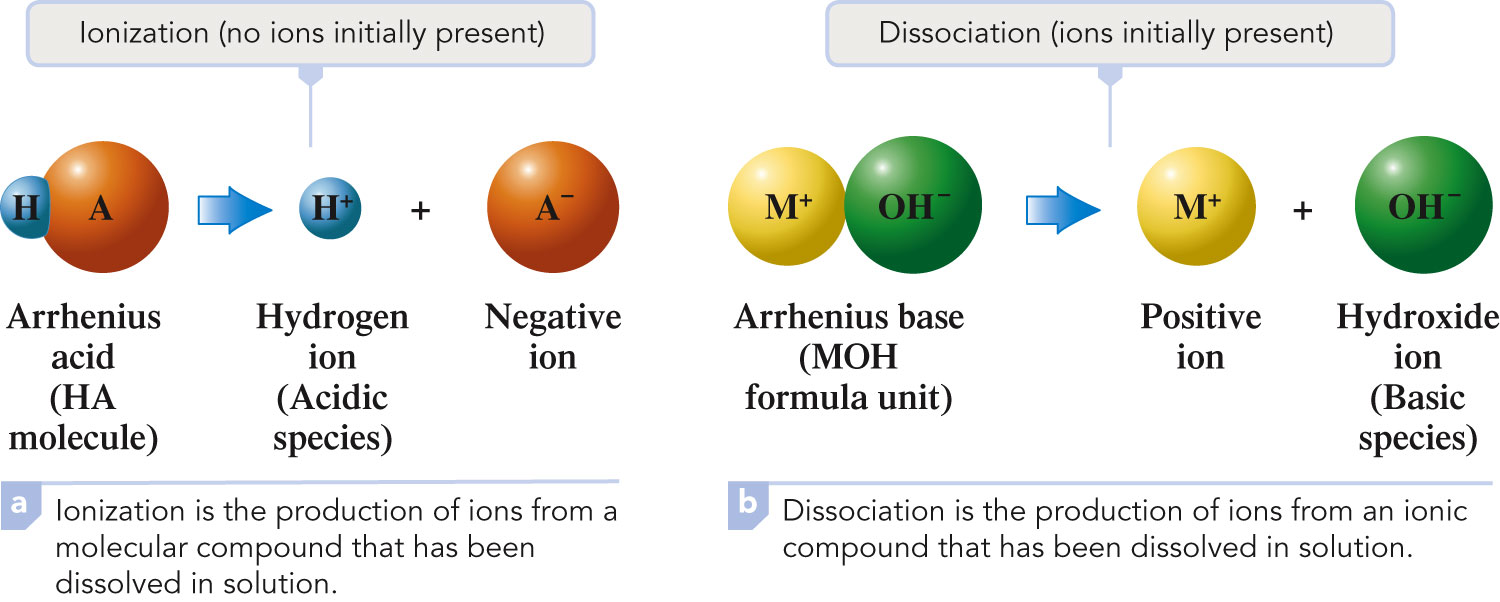 Ionization (no ions initially present)
H A H⁺ + A⁻
Arrhenius
acid
(HA
molecule)
Hydrogen
ion
(Acidic
species)
Negative
ion
a Ionization is the production of ions from a
molecular compound that has been
dissolved in solution.
Dissociation (ions initially present)
M⁺ OH⁻ M⁺ + OH⁻
Arrhenius base
(MOH
formula unit)
Positive
ion
Hydroxide
ion
(Basic
species)
b Dissociation is the production of ions from an ionic
compound that has been dissolved in solution.